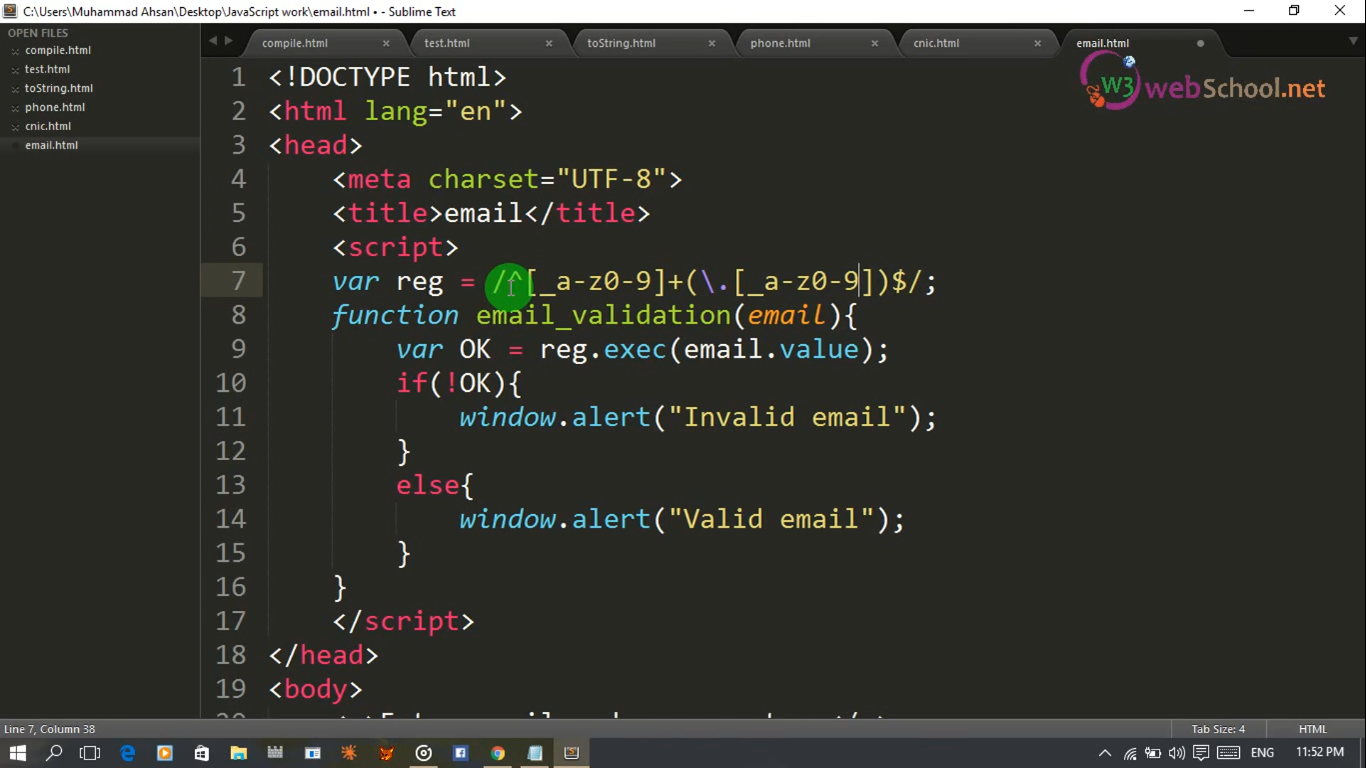 C:\Users\Muhammad Ahsan\Desktop\JavaScript work\email.html • - Sublime Text
OPEN FILES
compile.html
test.html
toString.html
phone.html
cnic.html
email.html
compile.html × test.html × toString.html × phone.html × cnic.html × email.html
W3 webSchool.net
1 <!DOCTYPE html>
2 <html lang="en">
3 <head>
4 <meta charset="UTF-8">
5 <title>email</title>
6 <script>
7 var reg = /^[_a-z0-9]+(\.[_a-z0-9])$/;
8 function email_validation(email){
9 var OK = reg.exec(email.value);
10 if(!OK){
11 window.alert("Invalid email");
12 }
13 else{
14 window.alert("Valid email");
15 }
16 }
17 </script>
18 </head>
19 <body>
Line 7, Column 38 Tab Size: 4 HTML
ENG 11:52 PM